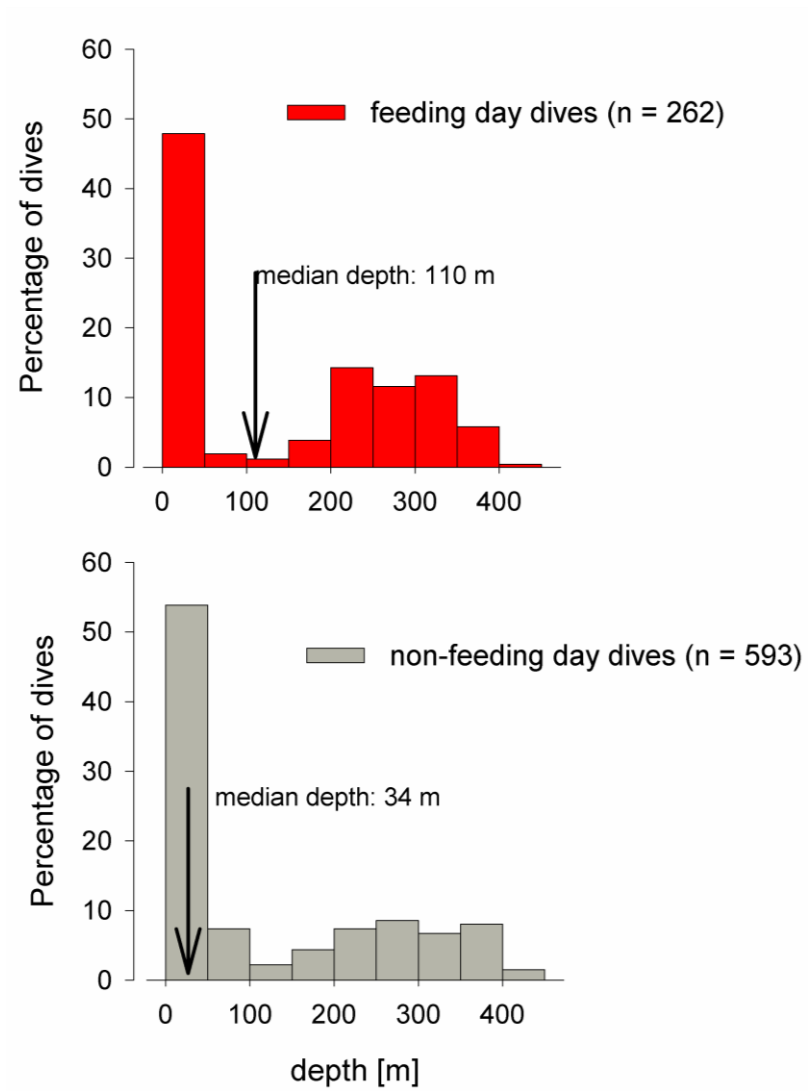 60
feeding day dives (n = 262)
50
40
30
median depth: 110 m
20
10
0
0 100 200 300 400
Percentage of dives
60
50
non-feeding day dives (n = 593)
40
30
median depth: 34 m
20
10
0
0 100 200 300 400
Percentage of dives
depth [m]